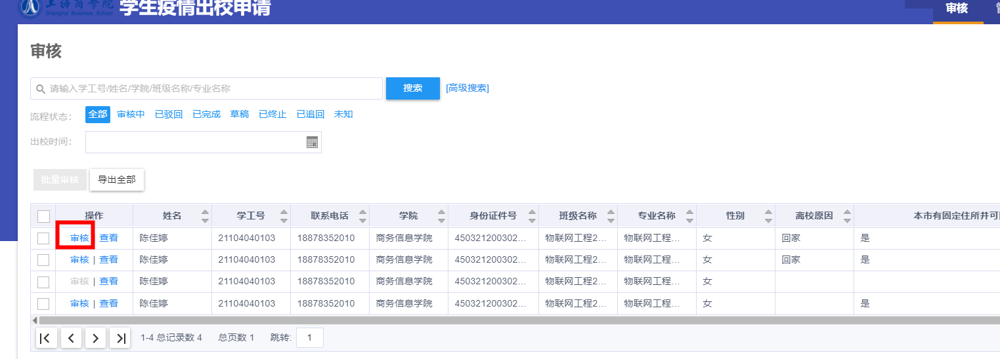 上海商学院 学生疫情出校申请 审核
Shanghai Business School
审核
请输入学工号/姓名/学院/班级名称/专业名称 搜索 [高级搜索]
流程状态: 全部 审核中 已驳回 已完成 草稿 已终止 已追回 未知
出校时间:
批量审核 导出全部
操作 姓名 学工号 联系电话 学院 身份证件号 班级名称 专业名称 性别 离校原因 本市有固定住所并可
审核 查看 陈佳婷 21104040103 18878352010 商务信息学院 450321200302... 物联网工程2... 物联网工程... 女 回家 是
审核 | 查看 陈佳婷 21104040103 18878352010 商务信息学院 450321200302... 物联网工程2... 物联网工程... 女 回家 是
审核 | 查看 陈佳婷 21104040103 18878352010 商务信息学院 450321200302... 物联网工程2... 物联网工程... 女
审核 | 查看 陈佳婷 21104040103 18878352010 商务信息学院 450321200302... 物联网工程2... 物联网工程... 女 是
1-4 总记录数 4 总页数 1 跳转: 1